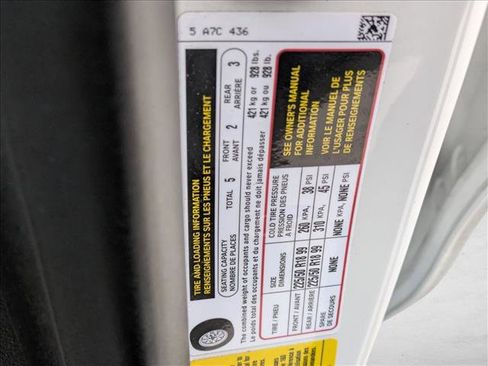 5 A7C 436
TIRE AND LOADING INFORMATION
RENSEIGNEMENTS SUR LES PNEUS ET LE CHARGEMENT
SEATING CAPACITY
NOMBRE DE PLACES
TOTAL 5
FRONT
AVANT 2
REAR
ARRIÈRE 3
The combined weight of occupants and cargo should never exceed 421 kg or 928 lbs.
Le poids total des occupants et du chargement ne doit jamais dépasser 421 kg ou 928 lb.
TIRE / PNEU SIZE DIMENSIONS COLD TIRE PRESSURE PRESSION DES PNEUS A FROID
FRONT / AVANT 225/50 R18 99 260 KPA, 38 PSI
REAR / ARRIÈRE 225/50 R18 99 310 KPA, 45 PSI
SPARE
DE SECOURS NONE NONE KPA, NONE PSI
SEE OWNER'S MANUAL
FOR ADDITIONAL
INFORMATION
VOIR LE MANUEL DE
L'USAGER POUR PLUS
DE RENSEIGNEMENTS